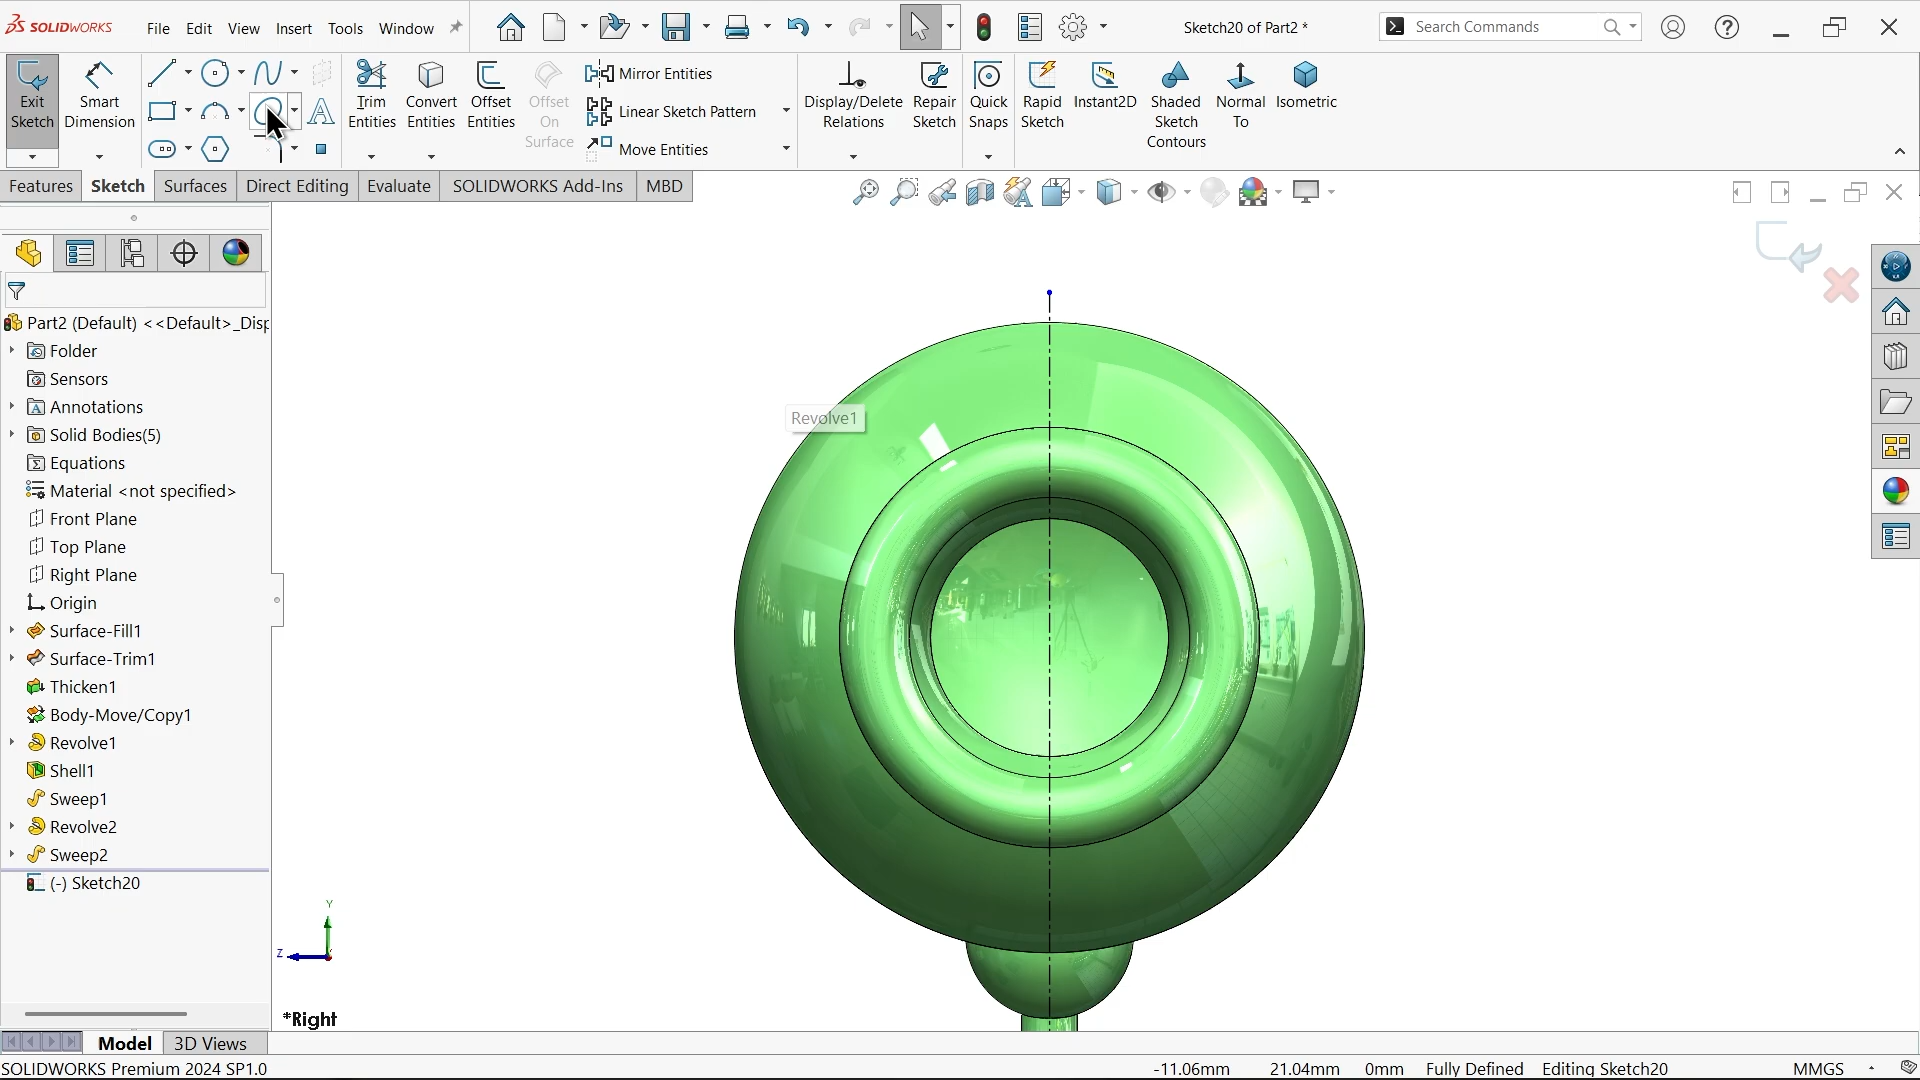 SOLIDWORKS File Edit View Insert Tools Window Sketch20 of Part2 * Search Commands
Exit Sketch
Smart Dimension
Trim Entities
Convert Entities
Offset Entities
Offset On Surface
Mirror Entities
Linear Sketch Pattern
Move Entities
Display/Delete Relations
Repair Sketch
Quick Snaps
Rapid Sketch
Instant2D
Shaded Sketch Contours
Normal To
Isometric
Features Sketch Surfaces Direct Editing Evaluate SOLIDWORKS Add-Ins MBD
Part2 (Default) <<Default>_Disp
Folder
Sensors
Annotations
Solid Bodies(5)
Equations
Material <not specified>
Front Plane
Top Plane
Right Plane
Origin
Surface-Fill1
Surface-Trim1
Thicken1
Body-Move/Copy1
Revolve1
Shell1
Sweep1
Revolve2
Sweep2
(-) Sketch20
Revolve1
Y
Z
*Right
Model 3D Views
SOLIDWORKS Premium 2024 SP1.0 -11.06mm 21.04mm 0mm Fully Defined Editing Sketch20 MMGS